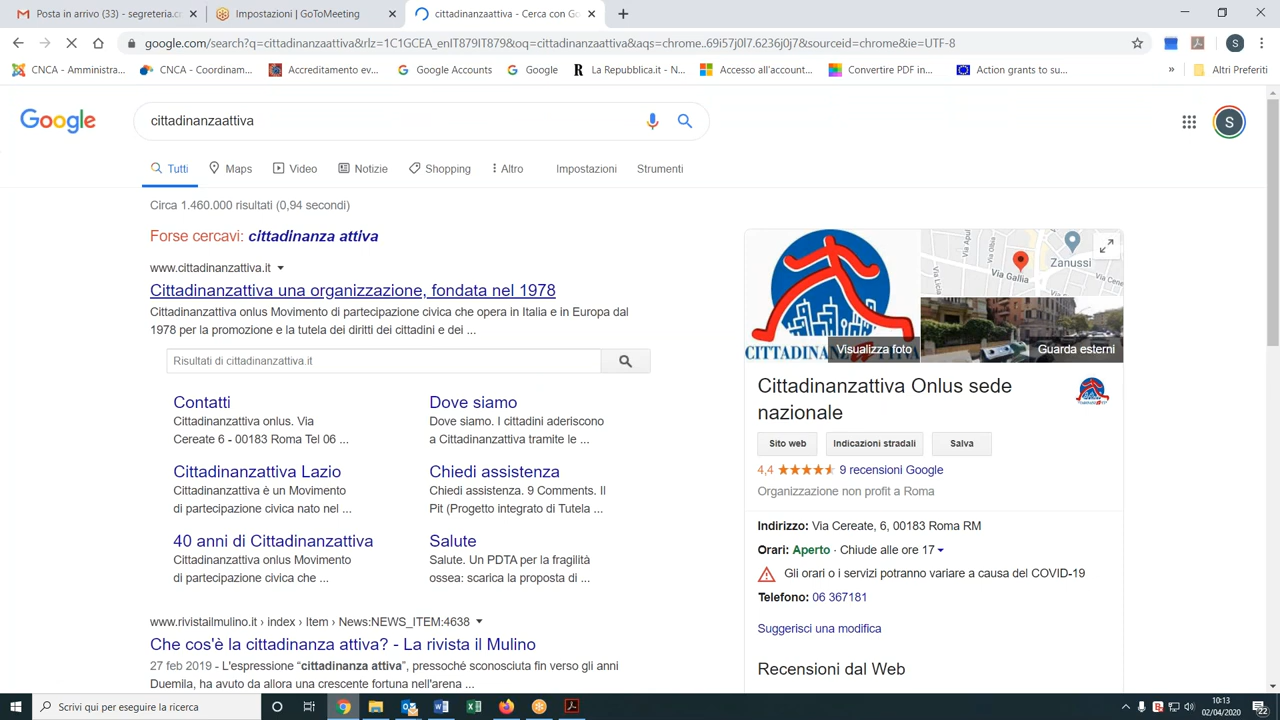 Posta in arrivo (33) - segreteria.c
Impostazioni | GoToMeeting
cittadinanzaattiva - Cerca con Go
google.com/search?q=cittadinanzaattiva&rlz=1C1GCEA_enIT879IT879&oq=cittadinanzaattiva&aqs=chrome..69i57j0l7.6236j0j7&sourceid=chrome&ie=UTF-8
S
CNCA - Amministra...
CNCA - Coordinam...
Accreditamento ev...
Google Accounts
Google
La Repubblica.it - N...
Accesso all'account...
Convertire PDF in...
Action grants to su...
»
Altri Preferiti
Google
cittadinanzaattiva
S
Tutti
Maps
Video
Notizie
Shopping
Altro
Impostazioni
Strumenti
Circa 1.460.000 risultati (0,94 secondi)
Forse cercavi: cittadinanza attiva
www.cittadinanzattiva.it
Cittadinanzattiva una organizzazione, fondata nel 1978
Cittadinanzattiva onlus Movimento di partecipazione civica che opera in Italia e in Europa dal
1978 per la promozione e la tutela dei diritti dei cittadini e dei ...
Risultati di cittadinanzattiva.it
Contatti
Cittadinanzattiva onlus. Via
Cereate 6 - 00183 Roma Tel 06 ...
Dove siamo
Dove siamo. I cittadini aderiscono
a Cittadinanzattiva tramite le ...
Cittadinanzattiva Lazio
Cittadinanzattiva è un Movimento
di partecipazione civica nato nel ...
Chiedi assistenza
Chiedi assistenza. 9 Comments. Il
Pit (Progetto integrato di Tutela ...
40 anni di Cittadinanzattiva
Cittadinanzattiva onlus Movimento
di partecipazione civica che ...
Salute
Salute. Un PDTA per la fragilità
ossea: scarica la proposta di ...
www.rivistailmulino.it › index › Item › News:NEWS_ITEM:4638
Che cos'è la cittadinanza attiva? - La rivista il Mulino
27 feb 2019 - L'espressione “cittadinanza attiva”, pressoché sconosciuta fin verso gli anni
Duemila, ha avuto da allora una crescente fortuna nell'arena ...
Via Gallia
Zanussi
Visualizza foto
Guarda esterni
Cittadinanzattiva Onlus sede
nazionale
Sito web
Indicazioni stradali
Salva
4,4
9 recensioni Google
Organizzazione non profit a Roma
Indirizzo: Via Cereate, 6, 00183 Roma RM
Orari: Aperto · Chiude alle ore 17
Gli orari o i servizi potranno variare a causa del COVID-19
Telefono: 06 367181
Suggerisci una modifica
Recensioni dal Web
Scrivi qui per eseguire la ricerca
10:13
02/04/2020
22